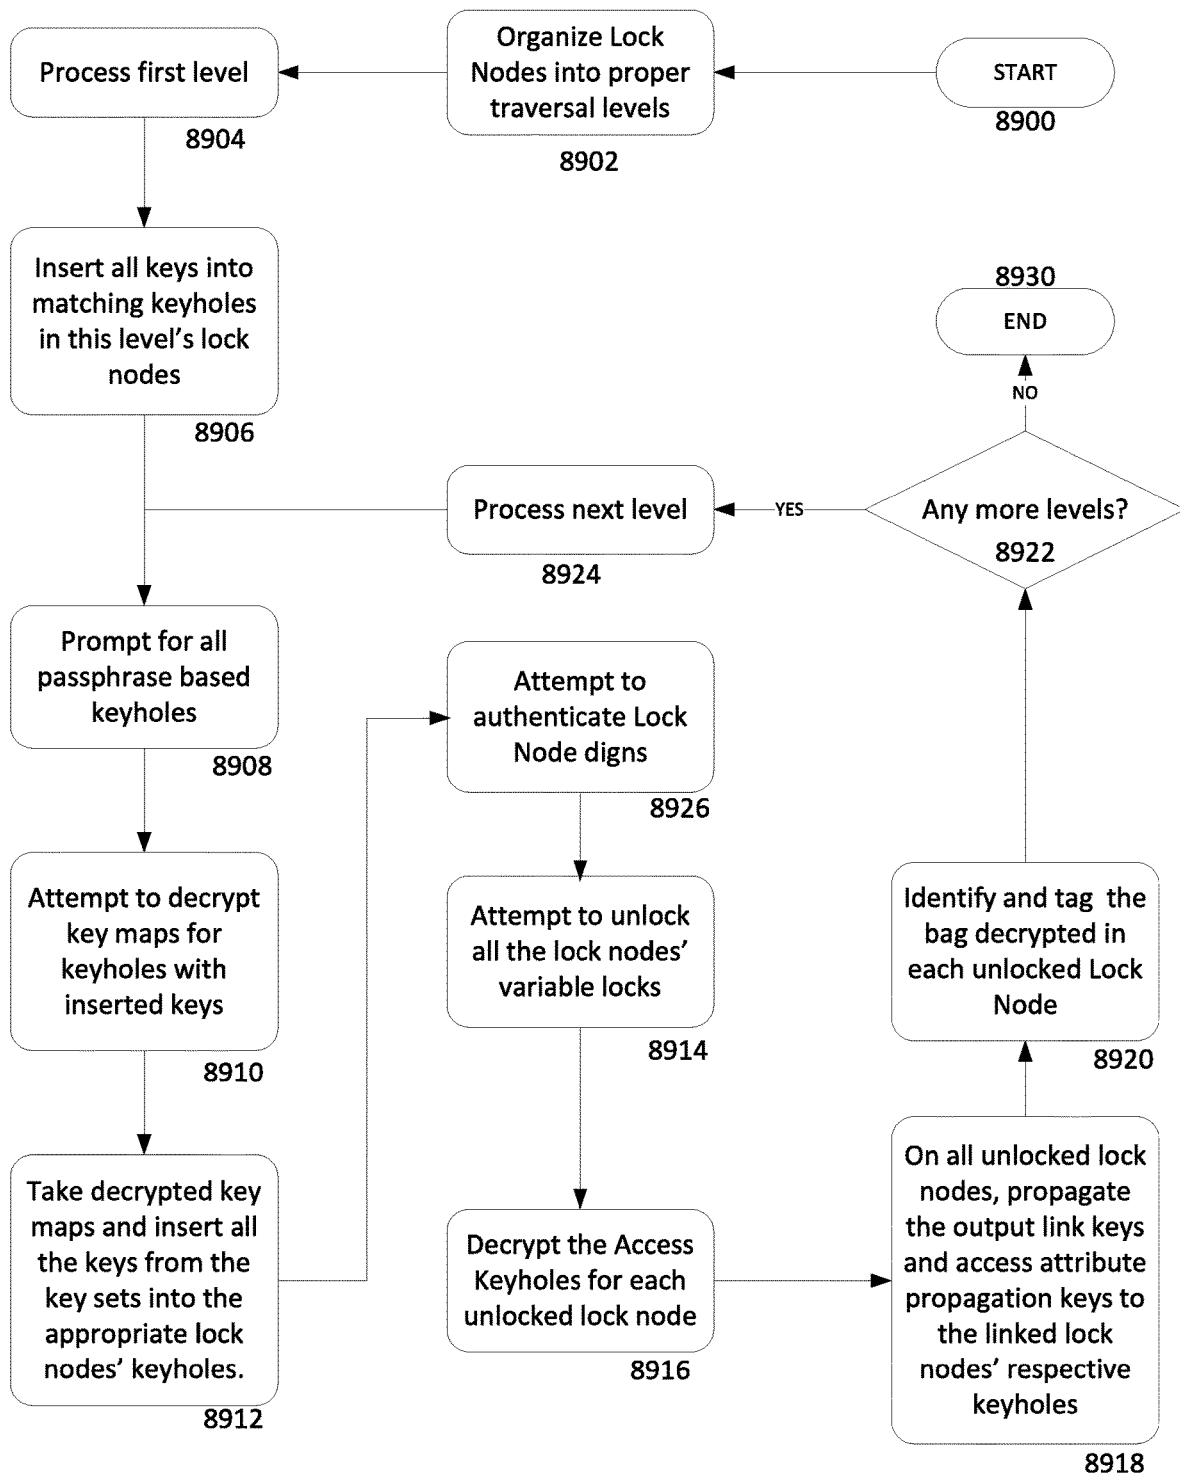 START
8900
Organize Lock
Nodes into proper
traversal levels
8902
Process first level
8904
Insert all keys into
matching keyholes
in this level's lock
nodes
8906
Prompt for all
passphrase based
keyholes
8908
Attempt to decrypt
key maps for
keyholes with
inserted keys
8910
Take decrypted key
maps and insert all
the keys from the
key sets into the
appropriate lock
nodes' keyholes.
8912
Attempt to
authenticate Lock
Node digns
8926
Attempt to unlock
all the lock nodes'
variable locks
8914
Decrypt the Access
Keyholes for each
unlocked lock node
8916
On all unlocked lock
nodes, propagate
the output link keys
and access attribute
propagation keys to
the linked lock
nodes' respective
keyholes
8918
Identify and tag the
bag decrypted in
each unlocked Lock
Node
8920
Any more levels?
8922
YES
Process next level
8924
NO
8930
END